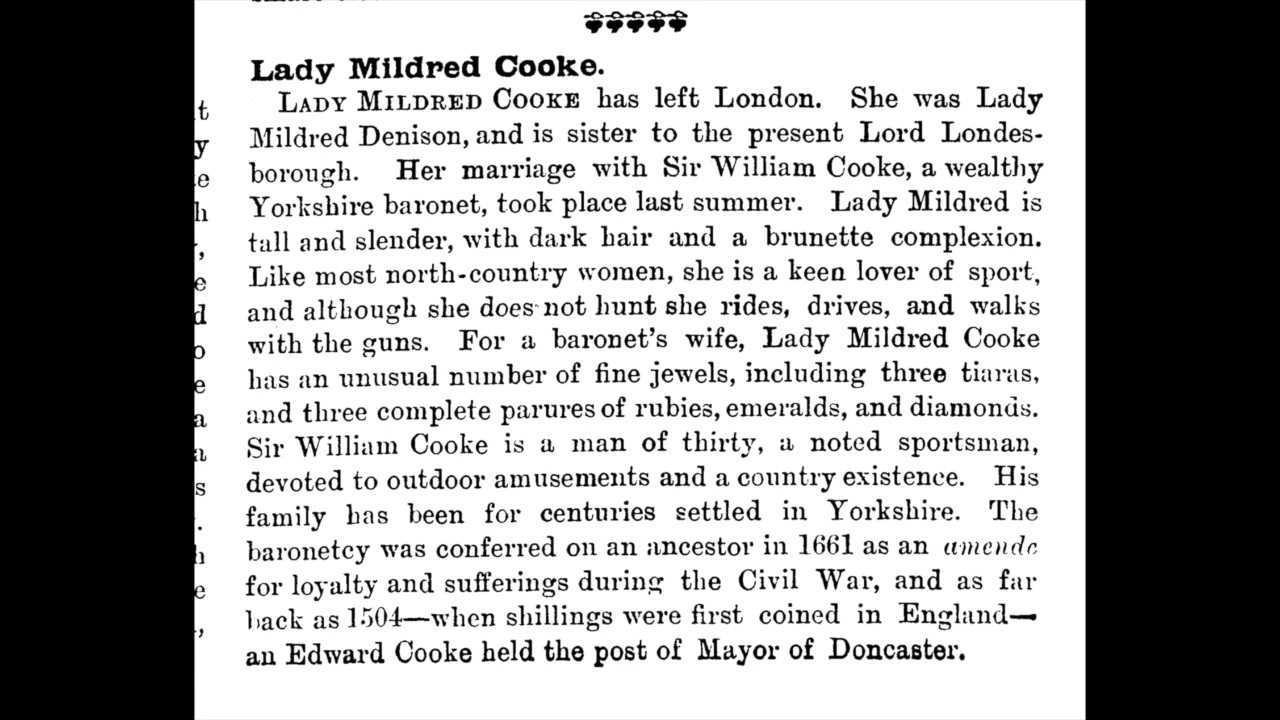 Lady Mildred Cooke.
LADY MILDRED COOKE has left London. She was Lady
Mildred Denison, and is sister to the present Lord Londes-
borough. Her marriage with Sir William Cooke, a wealthy
Yorkshire baronet, took place last summer. Lady Mildred is
tall and slender, with dark hair and a brunette complexion.
Like most north-country women, she is a keen lover of sport,
and although she does not hunt she rides, drives, and walks
with the guns. For a baronet's wife, Lady Mildred Cooke
has an unusual number of fine jewels, including three tiaras,
and three complete parures of rubies, emeralds, and diamonds.
Sir William Cooke is a man of thirty, a noted sportsman,
devoted to outdoor amusements and a country existence. His
family has been for centuries settled in Yorkshire. The
baronetcy was conferred on an ancestor in 1661 as an amende
for loyalty and sufferings during the Civil War, and as far
back as 1504—when shillings were first coined in England—
an Edward Cooke held the post of Mayor of Doncaster.